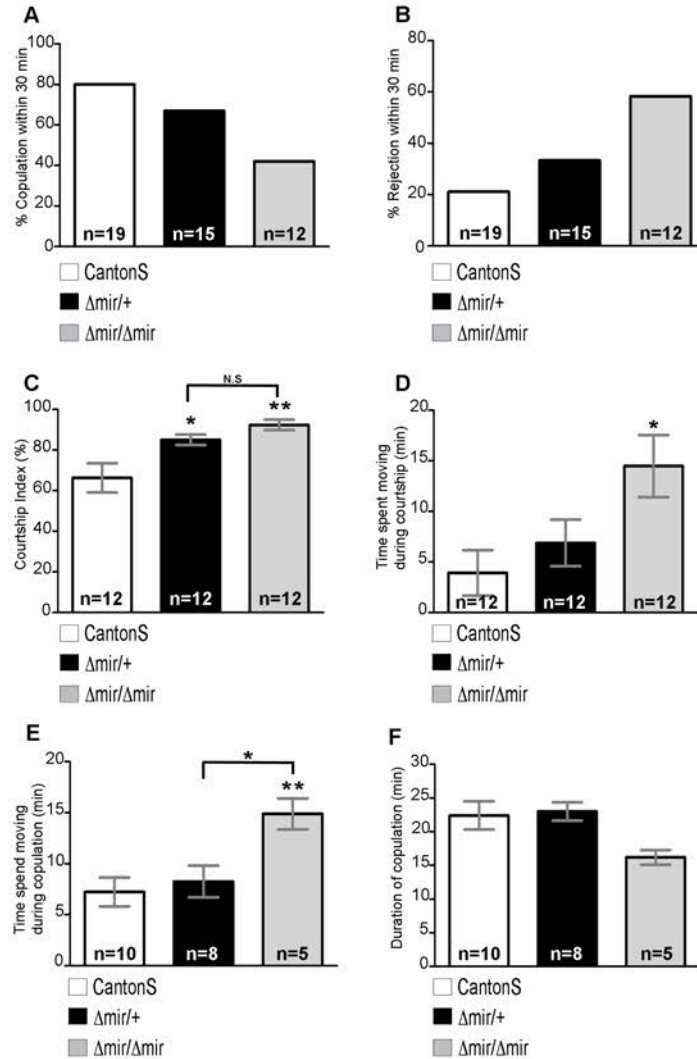 A
% Copulation within 30 min
100
80
60
40
20
0
n=19
n=15
n=12
CantonS
Δmir/+
Δmir/Δmir
B
% Rejection within 30 min
80
60
40
20
0
n=19
n=15
n=12
CantonS
Δmir/+
Δmir/Δmir
C
Courtship Index (%)
100
80
60
40
20
0
N.S
*
**
n=12
n=12
n=12
CantonS
Δmir/+
Δmir/Δmir
D
Time spent moving
during courtship (min)
20
15
10
5
0
*
n=12
n=12
n=12
CantonS
Δmir/+
Δmir/Δmir
E
Time spend moving
during copulation (min)
20
15
10
5
0
*
**
n=10
n=8
n=5
CantonS
Δmir/+
Δmir/Δmir
F
Duration of copulation (min)
30
25
20
15
10
5
0
n=10
n=8
n=5
CantonS
Δmir/+
Δmir/Δmir